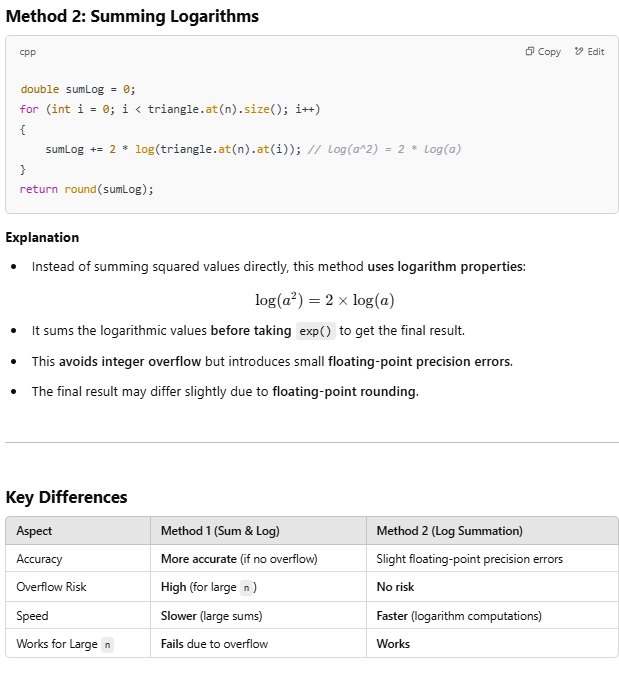 Method 2: Summing Logarithms
cpp Copy Edit
double sumLog = 0;
for (int i = 0; i < triangle.at(n).size(); i++)
{
sumLog += 2 * log(triangle.at(n).at(i)); // log(a^2) = 2 * log(a)
}
return round(sumLog);
Explanation
• Instead of summing squared values directly, this method uses logarithm properties:
log(a²) = 2 × log(a)
• It sums the logarithmic values before taking exp() to get the final result.
• This avoids integer overflow but introduces small floating-point precision errors.
• The final result may differ slightly due to floating-point rounding.
Key Differences
Aspect Method 1 (Sum & Log) Method 2 (Log Summation)
Accuracy More accurate (if no overflow) Slight floating-point precision errors
Overflow Risk High (for large n) No risk
Speed Slower (large sums) Faster (logarithm computations)
Works for Large n Fails due to overflow Works